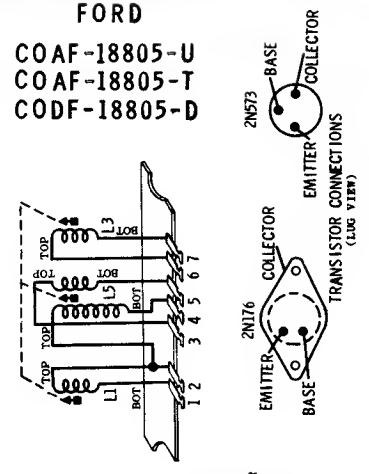 FORD
COAF-18805-U
COAF-18805-T
CODF-18805-D
2N573
BASE
COLLECTOR
EMITTER
TRANSISTOR CONNECTIONS
(LUG VIEW)
2N176
COLLECTOR
EMITTER
BASE
TOP
L3
BOT
TOP
BOT
L5
TOP
BOT
TOP
L1
BOT
1
2
3
4
5
6
7